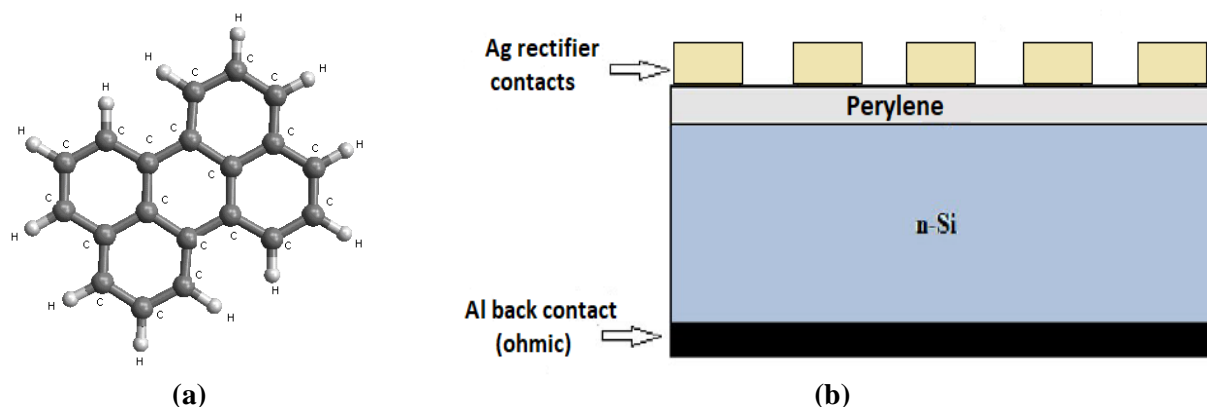 H
C
H C C H
H
C C C
H C C H
C C
C C C
H C C C C H
C H
H C
C H
H
(a)
Ag rectifier
contacts
Perylene
n-Si
Al back contact
(ohmic)
(b)